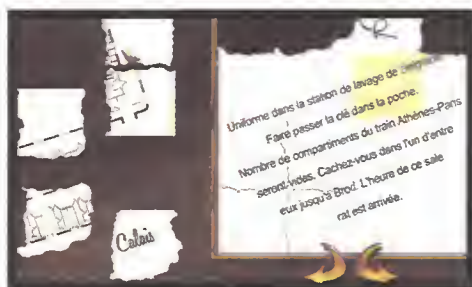 R
Uniforme dans la station de lavage de
Faire passer la clé dans la poche.
Nombre de compartiments du train Athènes-Paris
seront vides. Cachez-vous dans l'un d'entre
eux jusqu'à Brod. L'heure de ce sale
rat est arrivée.
Calais